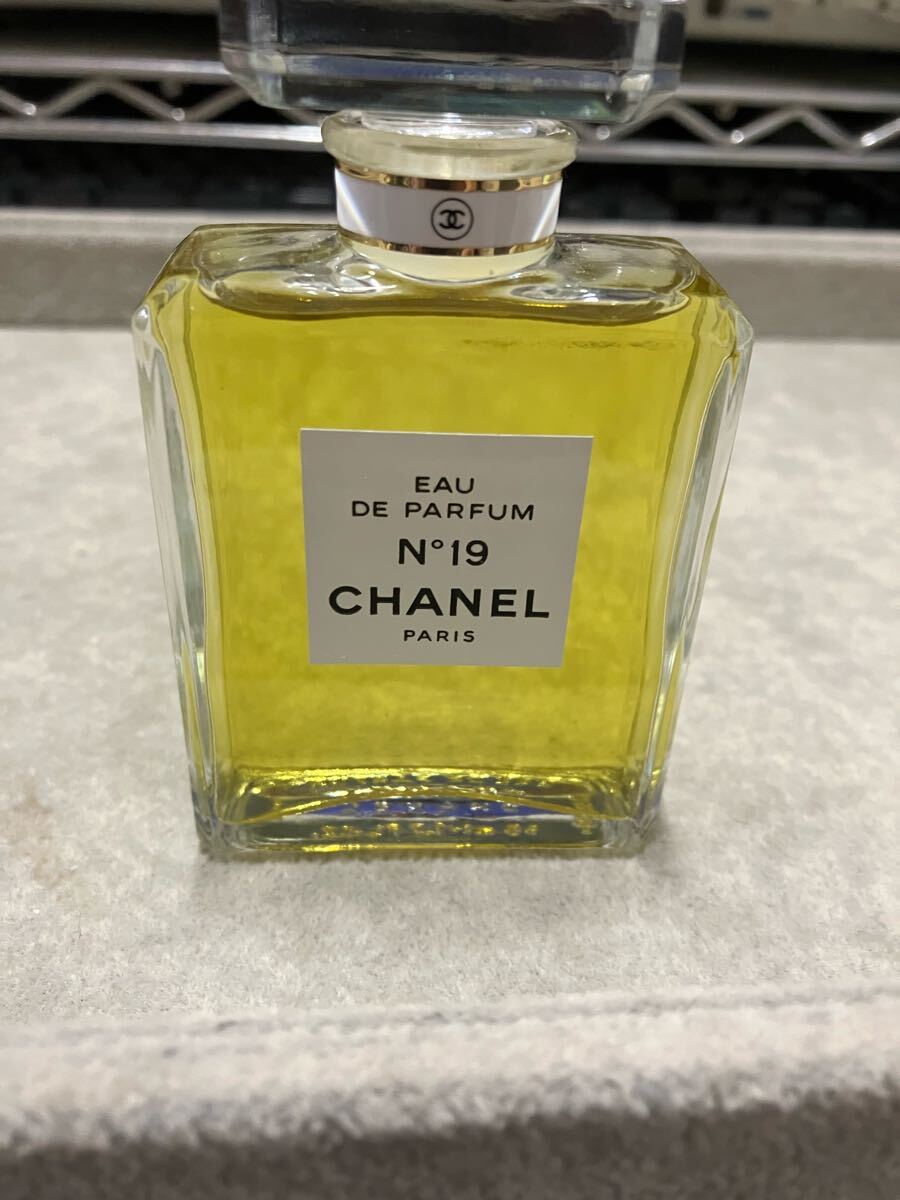 EAU
DE PARFUM
N°19
CHANEL
PARIS